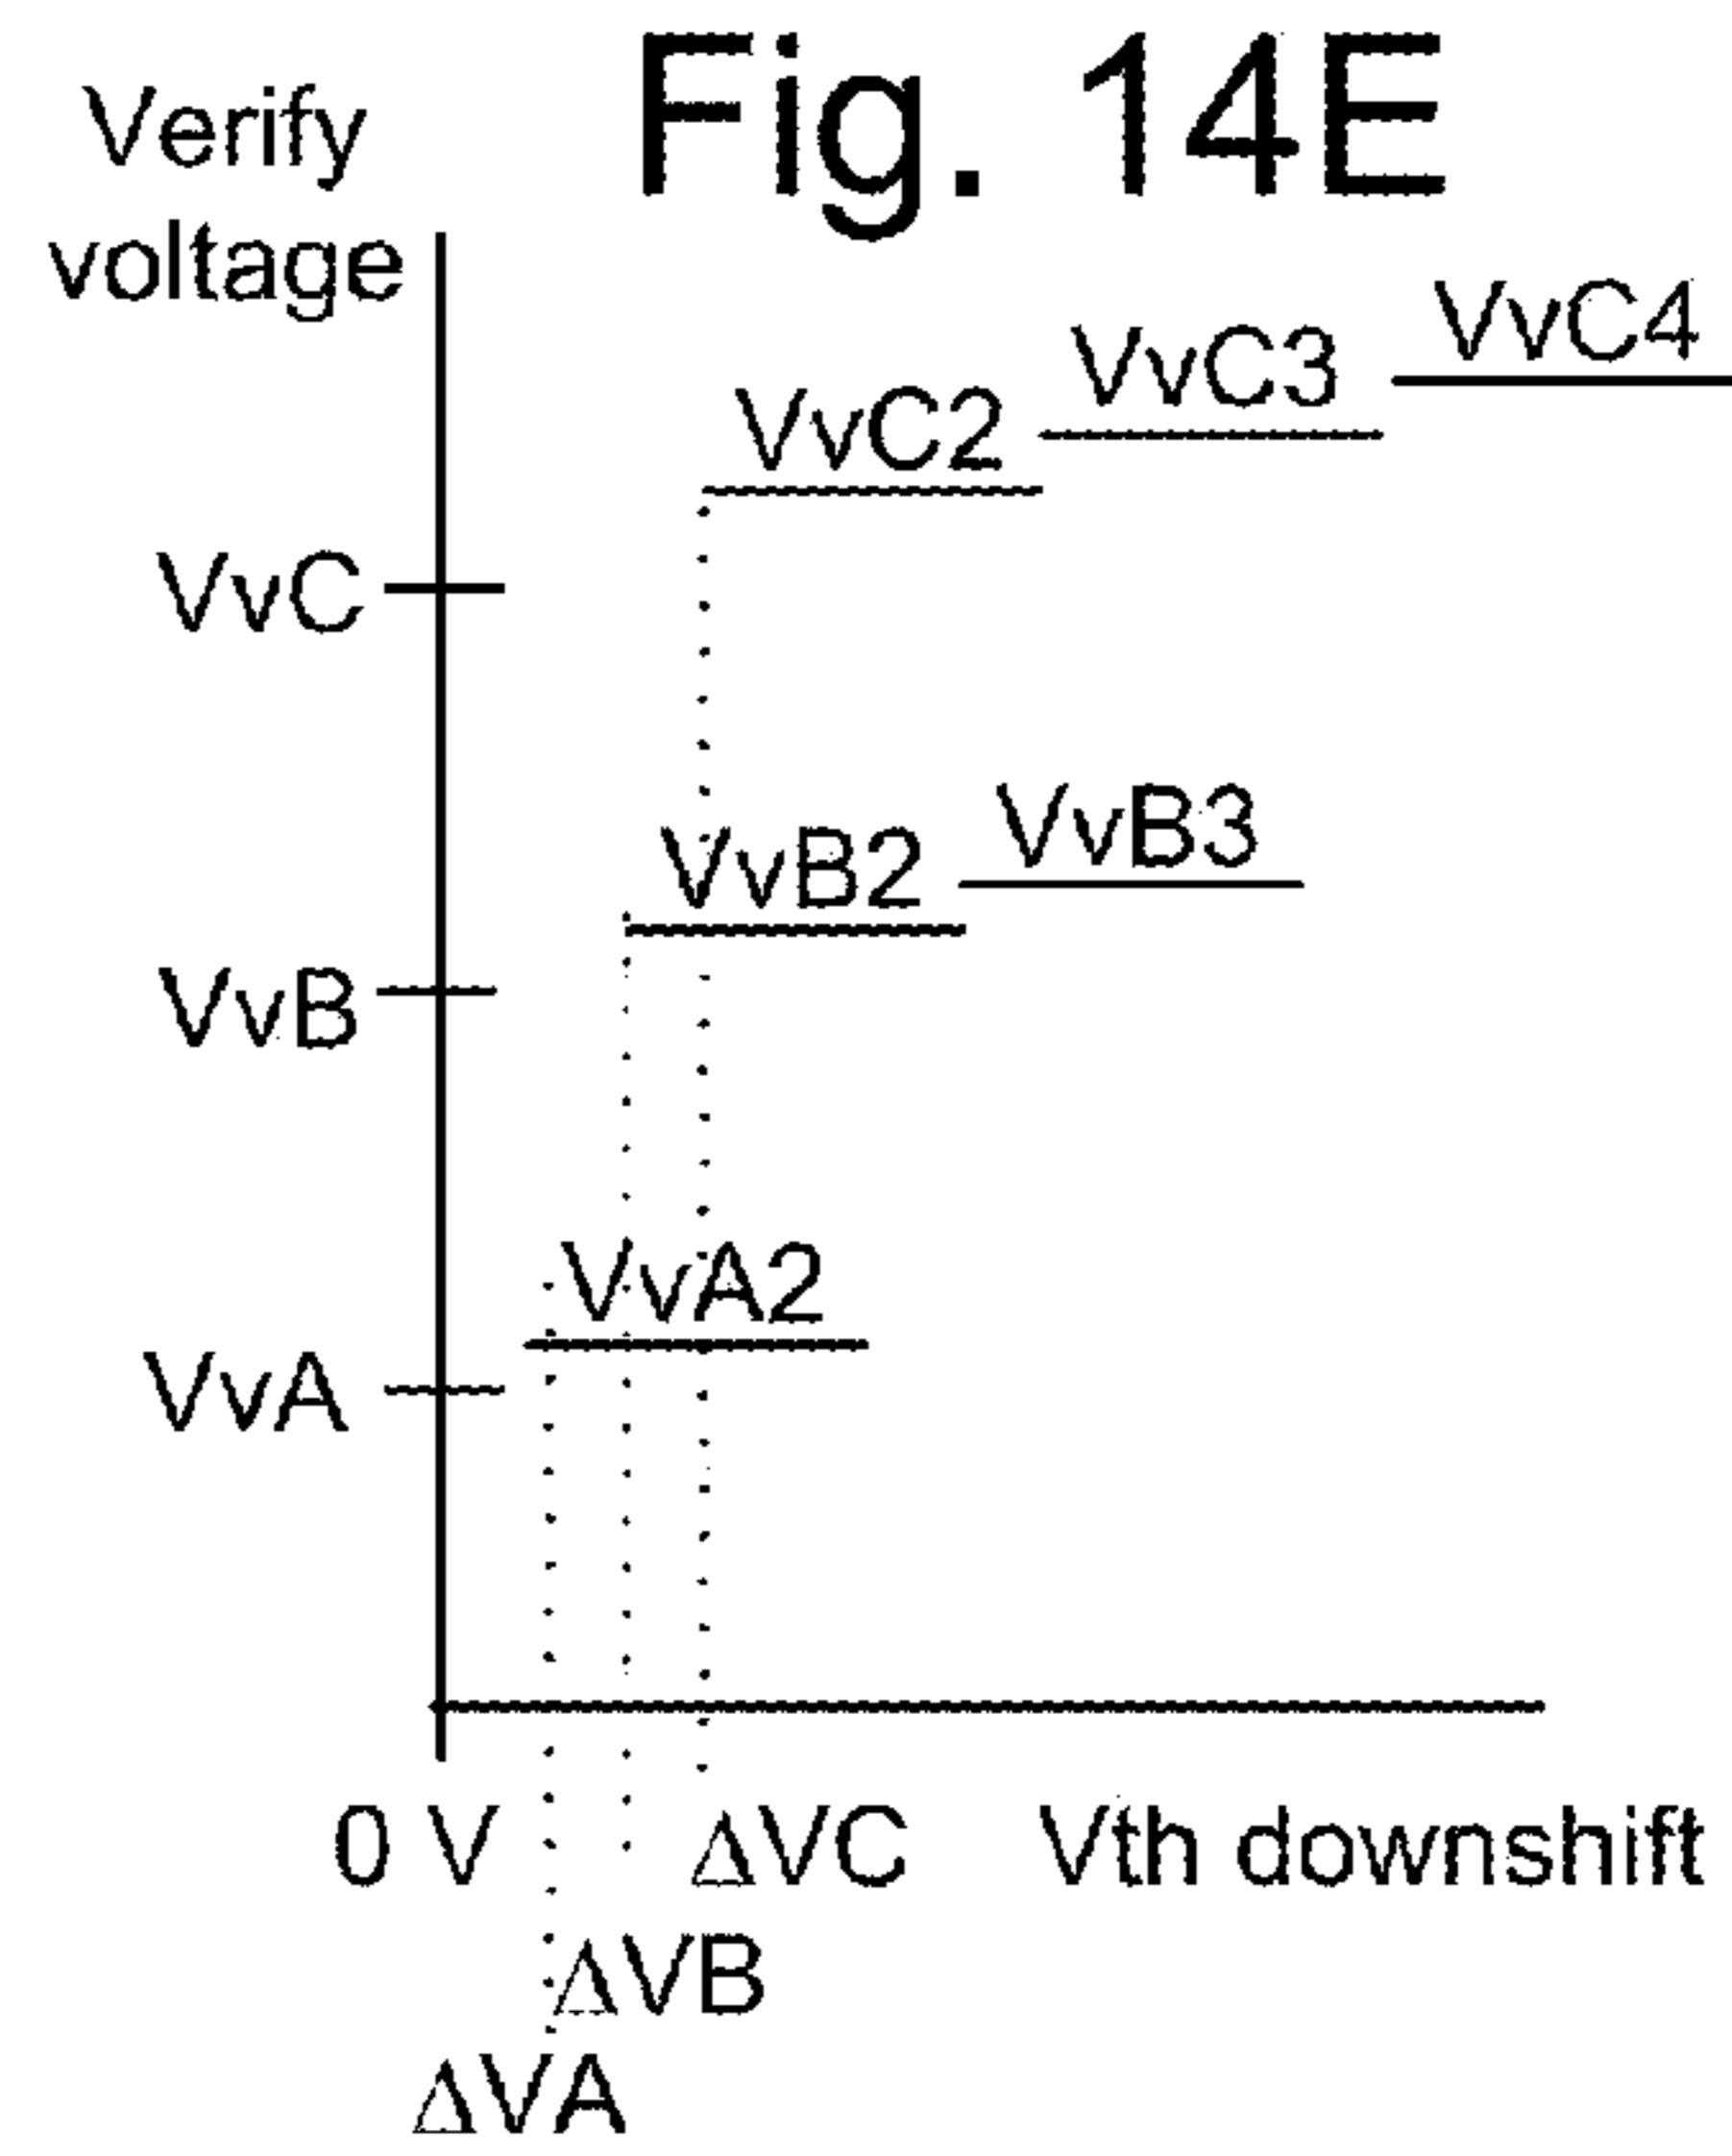 Fig. 14E
Verify
voltage
VvC4
VvC3
VvC2
VvC
VvB3
VvB2
VvB
VvA2
VvA
0 V
ΔVC
Vth downshift
ΔVB
ΔVA